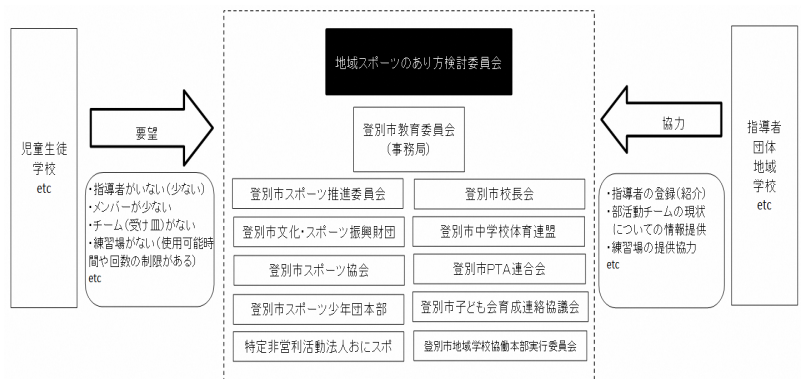 地域スポーツのあり方検討委員会
登別市教育委員会
(事務局)
児童生徒
学校
etc
要望
・指導者がいない(少ない)
・メンバーが少ない
・チーム(受け皿)がない
・練習場がない(使用可能時
間や回数の制限がある)
etc
登別市スポーツ推進委員会
登別市文化・スポーツ振興財団
登別市スポーツ協会
登別市スポーツ少年団本部
特定非営利活動法人おにスポ
登別市校長会
登別市中学校体育連盟
登別市PTA連合会
登別市子ども会育成連絡協議会
登別市地域学校協働本部実行委員会
協力
・指導者の登録(紹介)
・部活動チームの現状
についての情報提供
・練習場の提供協力
etc
指導者
団体
地域
学校
etc